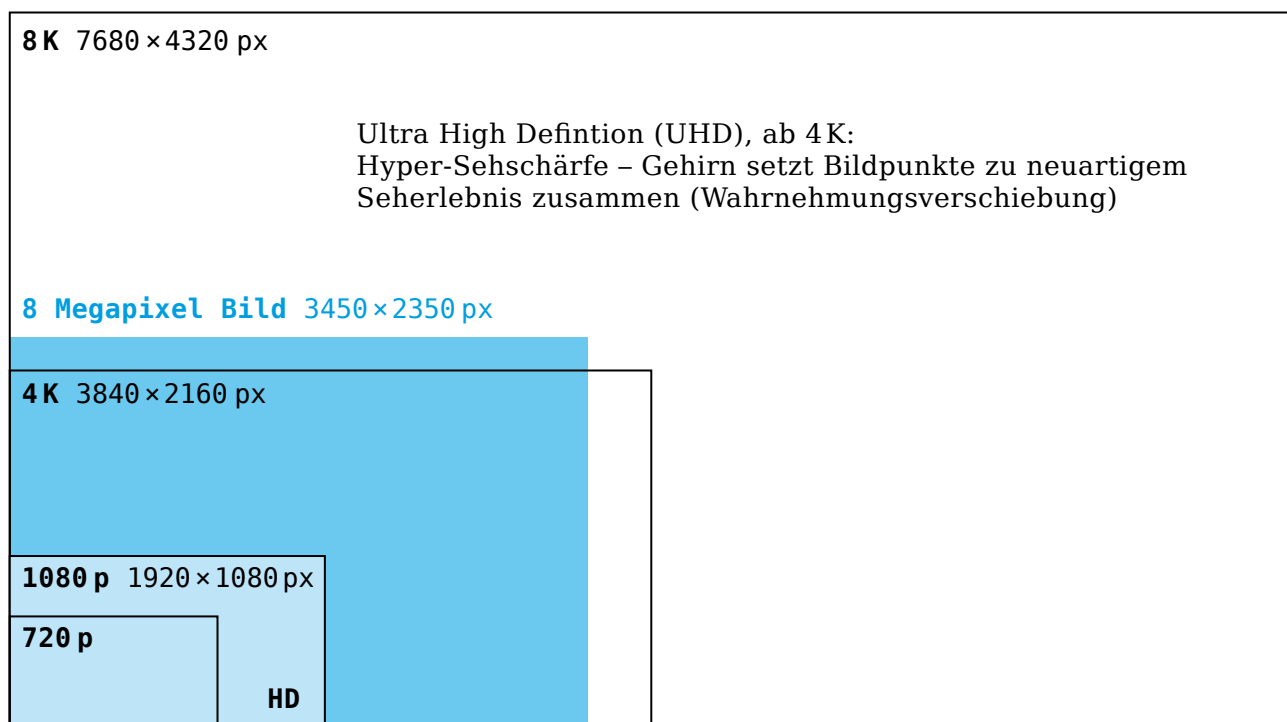 8 K 7680 × 4320 px
Ultra High Defintion (UHD), ab 4 K:
Hyper-Sehschärfe – Gehirn setzt Bildpunkte zu neuartigem
Seherlebnis zusammen (Wahrnehmungsverschiebung)
8 Megapixel Bild 3450 × 2350 px
4 K 3840 × 2160 px
1080 p 1920 × 1080 px
720 p
HD